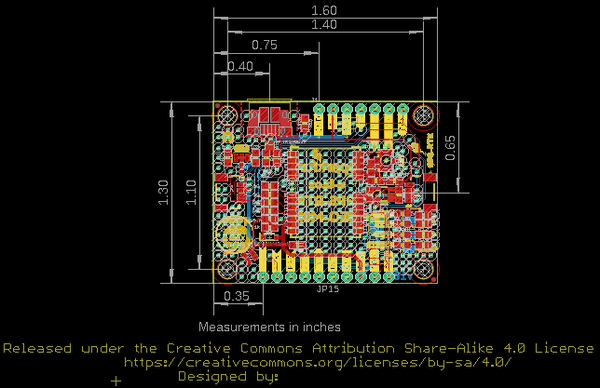 1.60
1.40
0.75
0.40
0.65
1.30
1.10
0.35
JP15
Measurements in inches
Released under the Creative Commons Attribution Share-Alike 4.0 License
https://creativecommons.org/licenses/by-sa/4.0/
Designed by: